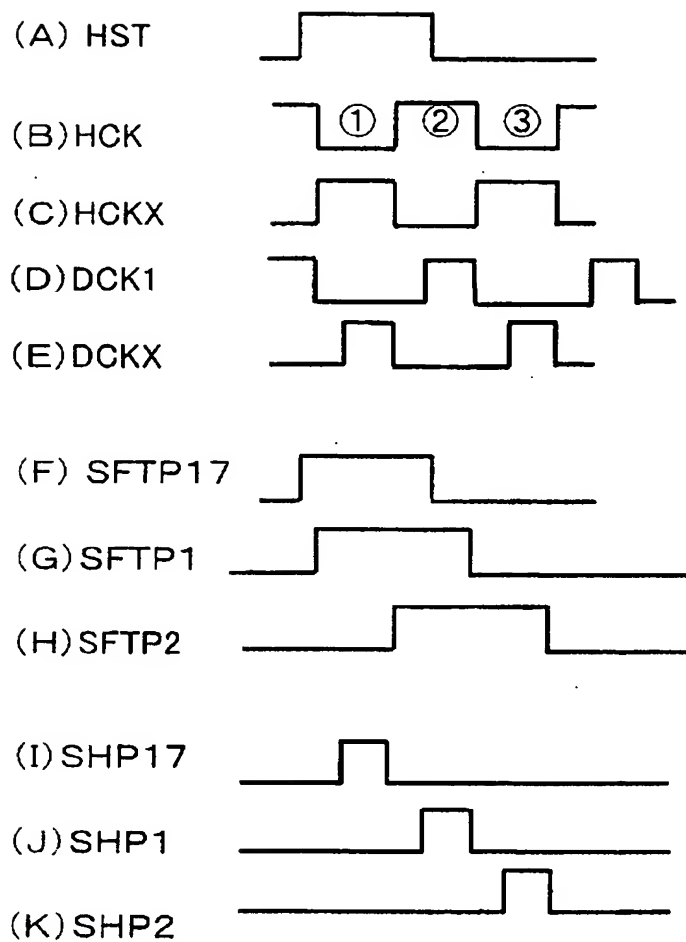 (A) HST
① ② ③
(B)HCK
(C)HCKX
(D)DCK1
(E)DCKX
(F) SFTP17
(G)SFTP1
(H)SFTP2
(I)SHP17
(J)SHP1
(K)SHP2